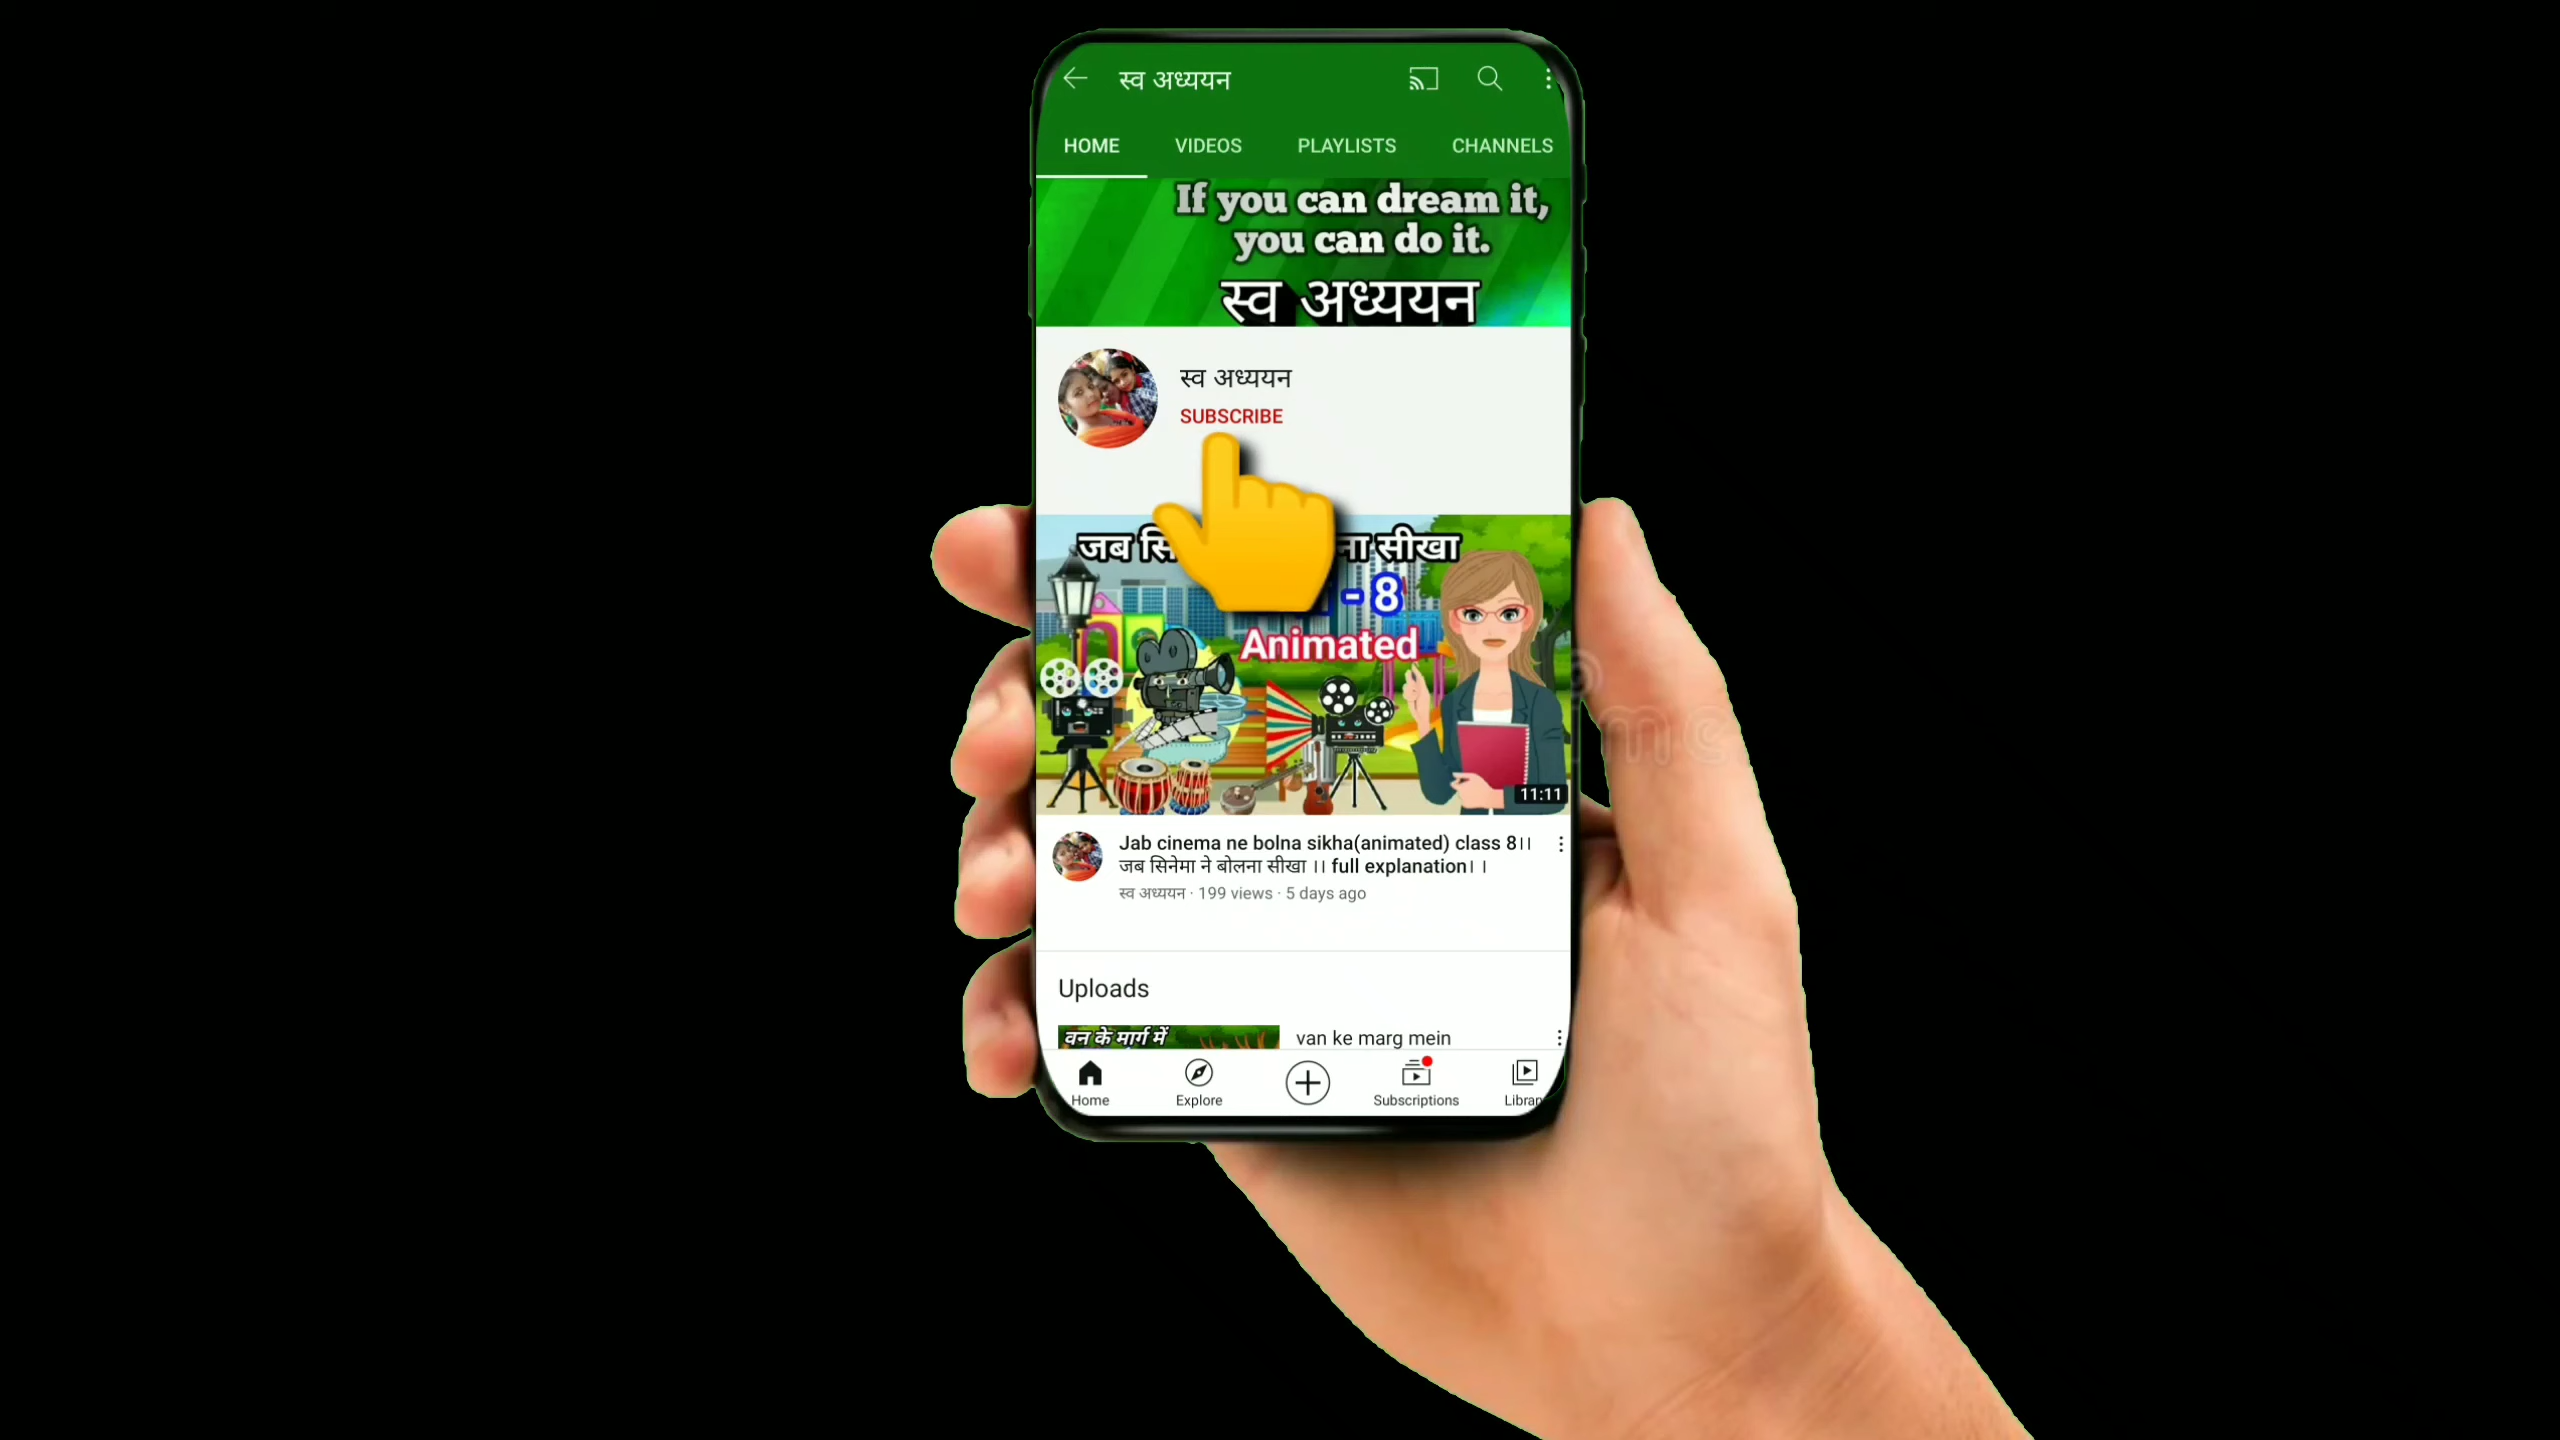 स्व अध्ययन
HOME VIDEOS PLAYLISTS CHANNELS
If you can dream it,
you can do it.
स्व अध्ययन
स्व अध्ययन
SUBSCRIBE
जब सि ना सीखा
- 8
Animated
11:11
Jab cinema ne bolna sikha(animated) class 8।।
जब सिनेमा ने बोलना सीखा ।। full explanation। ।
स्व अध्ययन · 199 views · 5 days ago
Uploads
वन के मार्ग में
van ke marg mein
Home Explore Subscriptions Librar